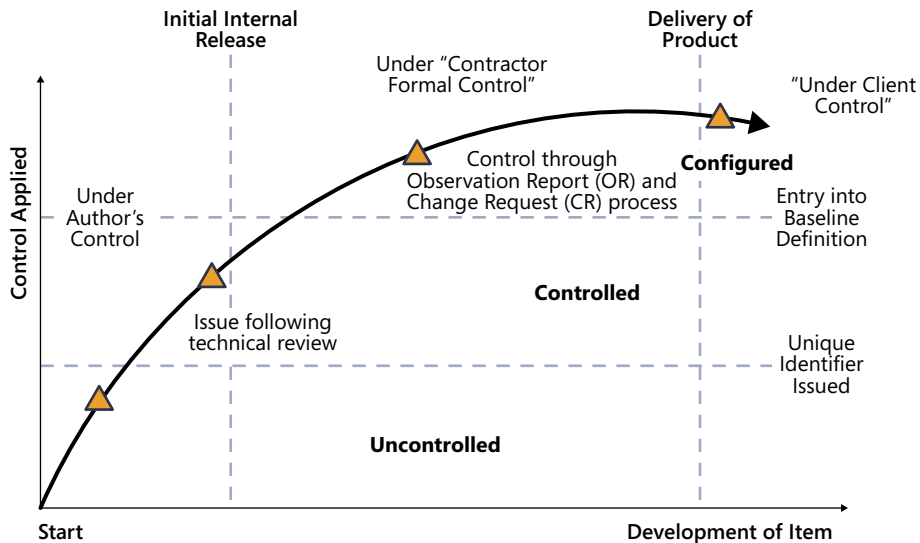 Initial Internal
Release
Delivery of
Product
Under “Contractor
Formal Control”
“Under Client
Control”
Control Applied
Under
Author’s
Control
Control through
Observation Report (OR) and
Change Request (CR) process
Configured
Entry into
Baseline
Definition
Controlled
Issue following
technical review
Unique
Identifier
Issued
Uncontrolled
Start
Development of Item